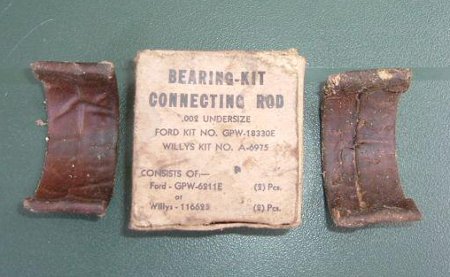 BEARING-KIT
CONNECTING ROD
.002 UNDERSIZE
FORD KIT NO. GPW-18330E
WILLYS KIT NO. A-6975
CONSISTS OF:—
Ford - GPW-6211E (2) Pcs.
or
Willys - 116623 (2) Pcs.